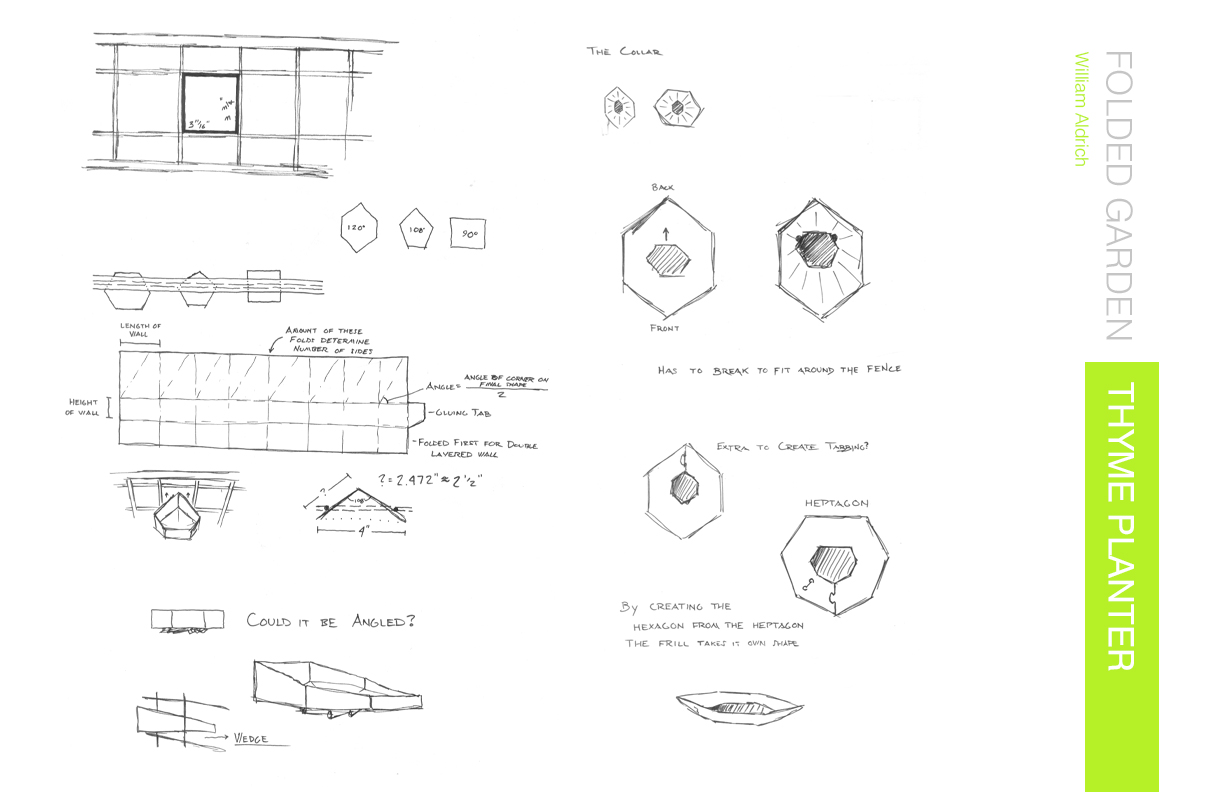 3 11/16"
120°
108°
90°
LENGTH OF
WALL
AMOUNT OF THESE
FOLDS DETERMINE
NUMBER OF SIDES
HEIGHT
OF WALL
ANGLE = ANGLE OF CORNER ON
FINAL SHAPE
2
GLUING TAB
FOLDED FIRST FOR DOUBLE
LAYERED WALL
?
108°
? = 2.472" ≈ 2 1/2"
4"
COULD IT BE ANGLED?
WEDGE
THE COLLAR
BACK
FRONT
HAS TO BREAK TO FIT AROUND THE FENCE
EXTRA TO CREATE TABBING?
HEPTAGON
BY CREATING THE
HEXAGON FROM THE HEPTAGON
THE FRILL TAKES IT OWN SHAPE
FOLDED GARDEN
William Aldrich
THYME PLANTER